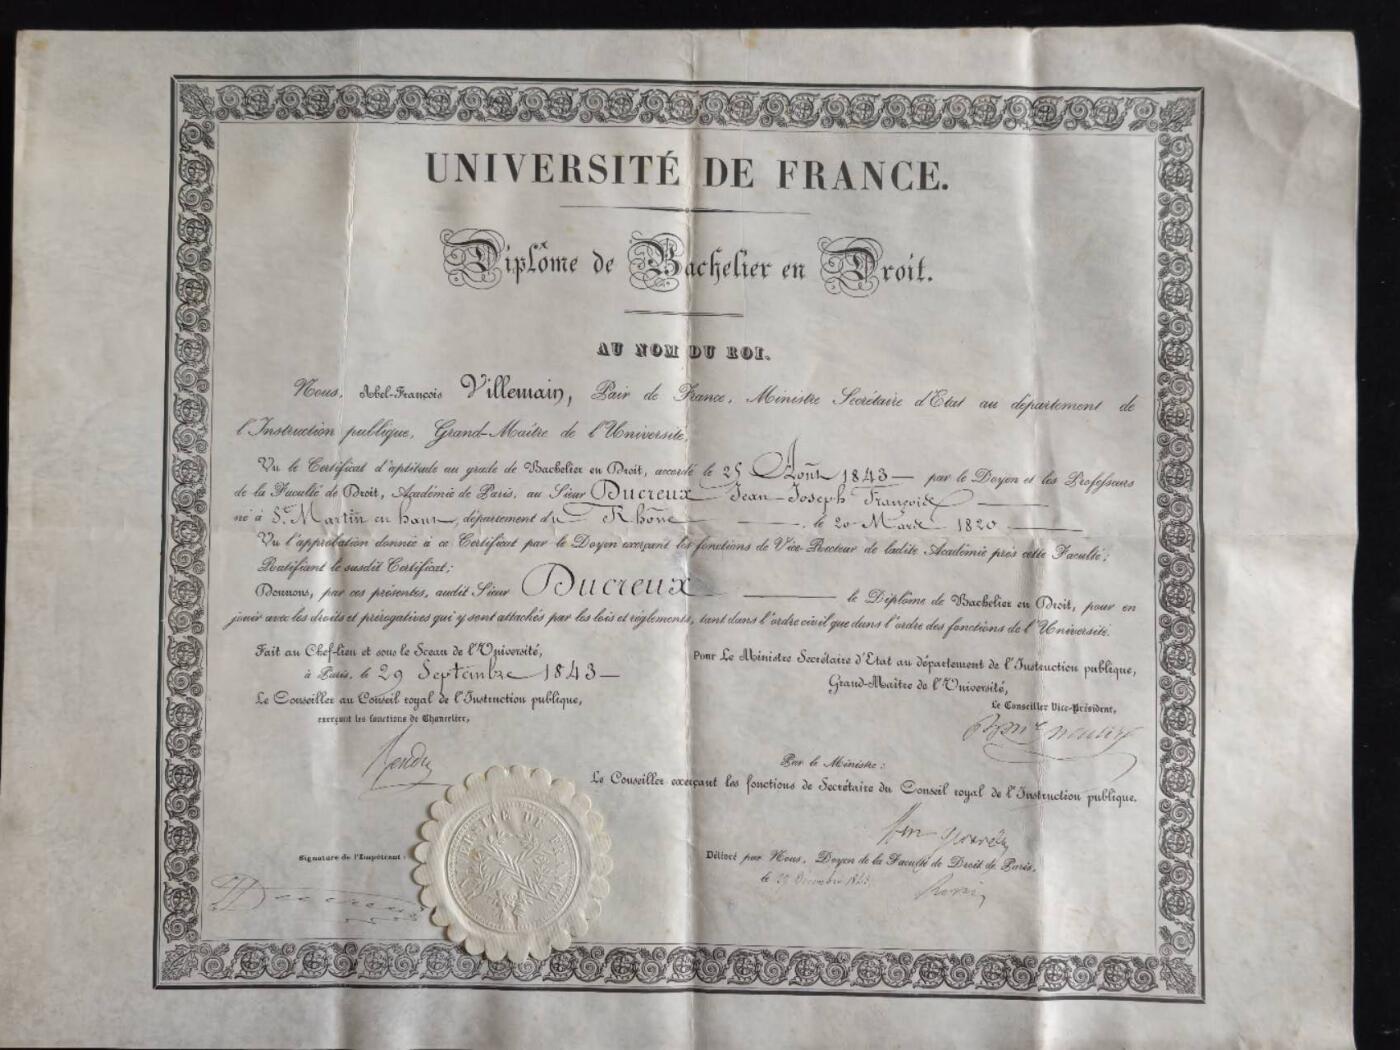 UNIVERSITÉ DE FRANCE.
Diplôme de Bachelier en Droit.
AU NOM DU ROI.
Nous, Abel-François Villemain, Pair de France, Ministre Secrétaire d'Etat au département de
l'Instruction publique, Grand-Maître de l'Université,
Vu le Certificat d'aptitude au grade de Bachelier en Droit, accordé le 25 Août 1843 par le Doyen et les Professeurs
de la Faculté de Droit, Académie de Paris, au Sieur Ducreux Jean-Joseph François
né à St. Martin en haut, département du Rhône le 20 Mars 1820
Vu l'approbation donnée à ce Certificat par le Doyen exerçant les fonctions de Vice-Recteur de ladite Académie près cette Faculté;
Ratifiant le susdit Certificat;
Donnons, par ces présentes, audit Sieur Ducreux le Diplôme de Bachelier en Droit, pour en
jouir avec les droits et prérogatives qui y sont attachés par les lois et réglements, tant dans l'ordre civil que dans l'ordre des fonctions de l'Université.
Fait au Chef-lieu et sous le Sceau de l'Université,
à Paris, le 29 Septembre 1843
Le Conseiller au Conseil royal de l'Instruction publique,
exerçant les fonctions de Chancelier,
Rendu
Pour Le Ministre Secrétaire d'Etat au département de l'Instruction publique,
Grand-Maître de l'Université,
Le Conseiller Vice-Président,
Par le Ministre:
Le Conseiller exerçant les fonctions de Secrétaire du Conseil royal de l'Instruction publique.
Signature de l'Impétrant:
Ducreux
UNIVERSITÉ DE FRANCE
Délivré par Nous, Doyen de la Faculté de Droit de Paris,
le 29 Décembre 1843